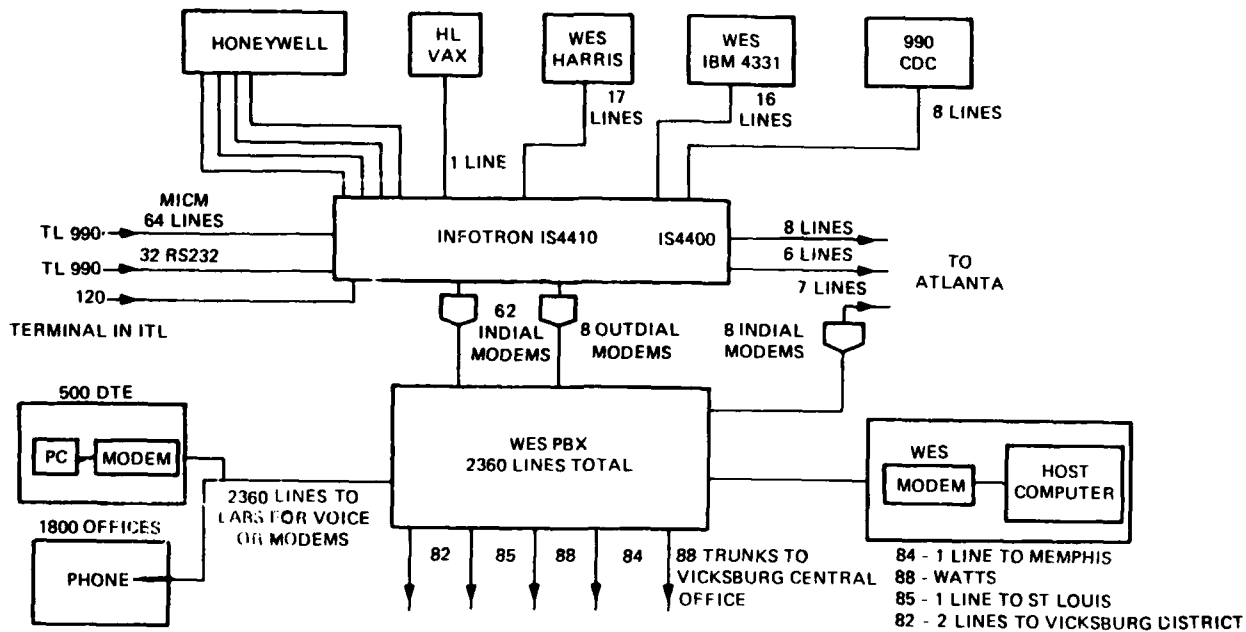 HONEYWELL
HL
VAX
WES
HARRIS
WES
IBM 4331
990
CDC
17
LINES
16
LINES
8 LINES
1 LINE
MICM
64 LINES
TL 990
32 RS232
TL 990
120
TERMINAL IN ITL
INFOTRON IS4410
IS4400
8 LINES
6 LINES
7 LINES
TO
ATLANTA
62
INDIAL
MODEMS
8 OUTDIAL
MODEMS
8 INDIAL
MODEMS
500 DTE
PC
MODEM
1800 OFFICES
PHONE
2360 LINES TO
LABS FOR VOICE
OR MODEMS
WES PBX
2360 LINES TOTAL
WES
MODEM
HOST
COMPUTER
82
85
88
84
88 TRUNKS TO
VICKSBURG CENTRAL
OFFICE
84 - 1 LINE TO MEMPHIS
88 - WATTS
85 - 1 LINE TO ST LOUIS
82 - 2 LINES TO VICKSBURG DISTRICT